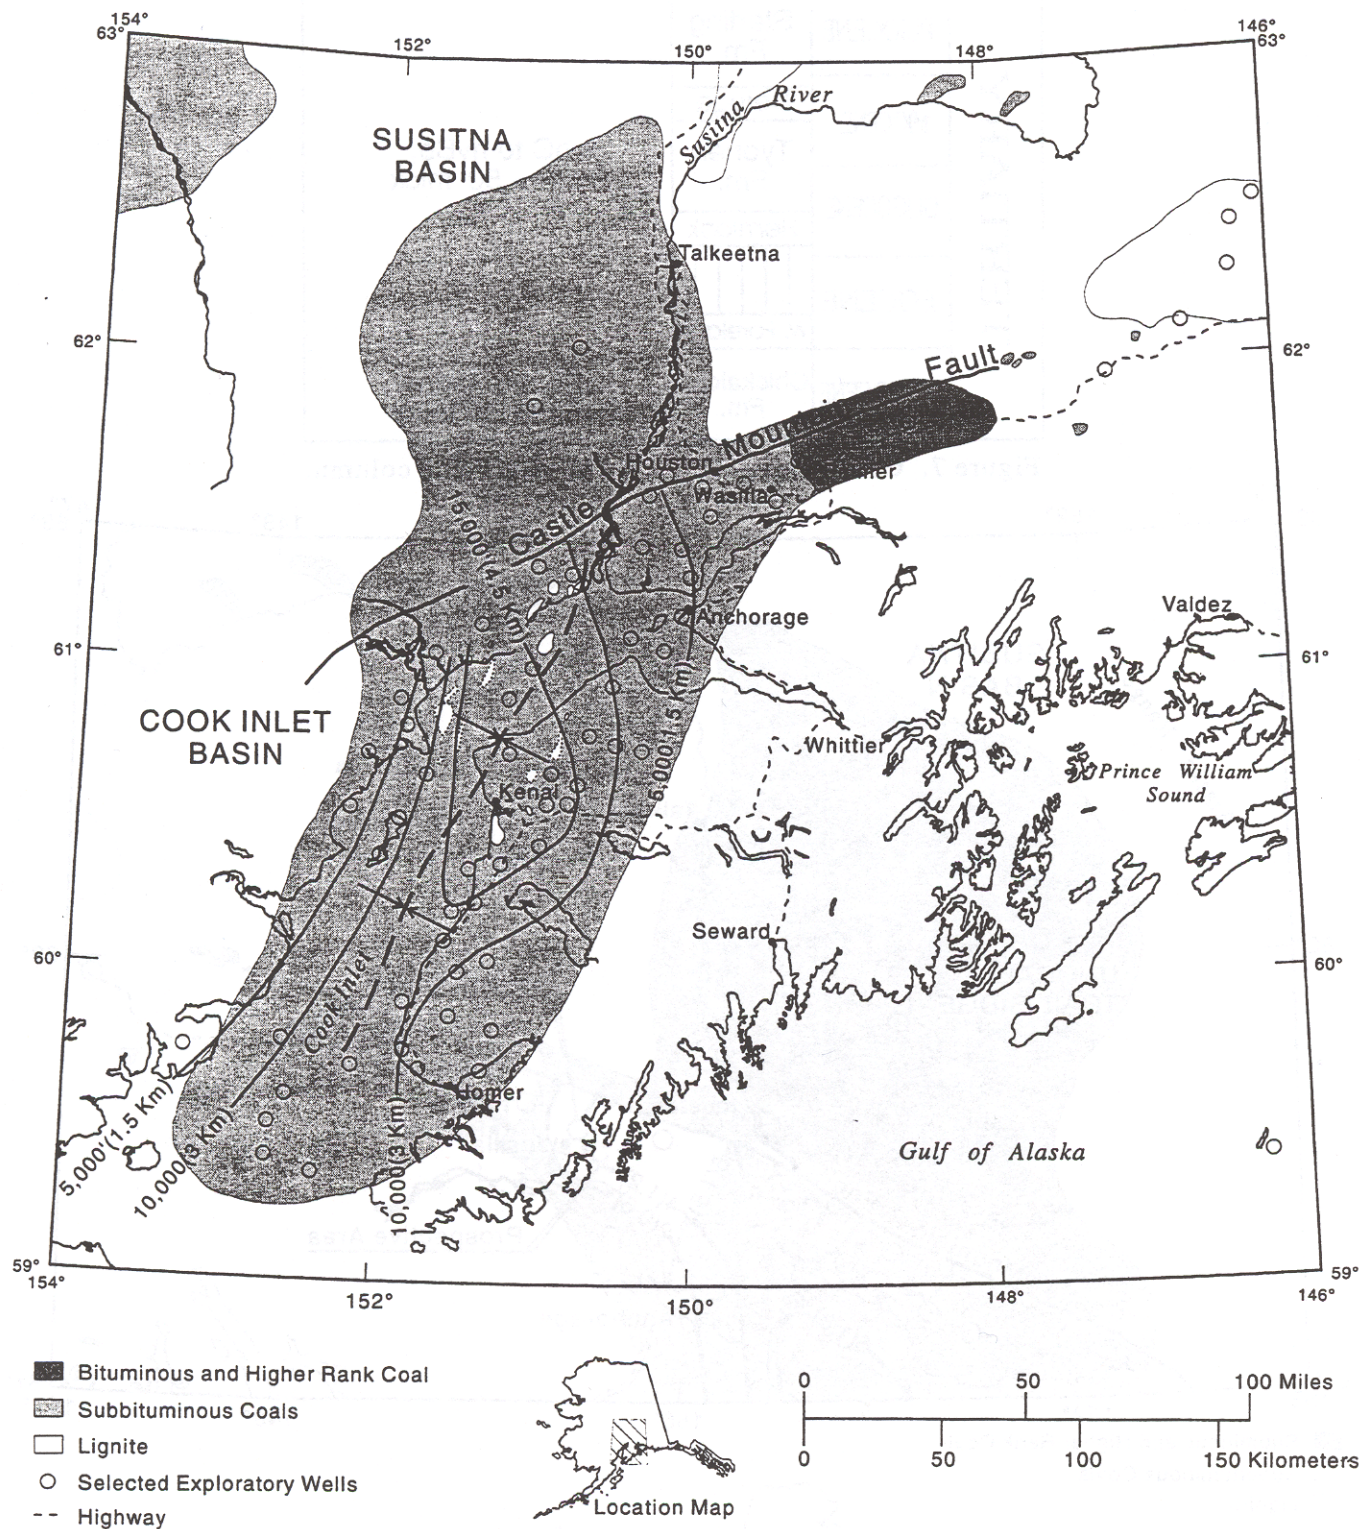 154°
63°
152°
150°
148°
146°
63°
SUSITNA
BASIN
Susitna
River
Talkeetna
62°
62°
Fault
Houston
Wasilla
Castle
15,000'(4.5 Km)
Anchorage
Valdez
61°
61°
5,000'(1.5 Km)
COOK INLET
BASIN
Whittier
Kenai
Prince William
Sound
Seward
60°
60°
Cook Inlet
Homer
5,000'(1.5 Km)
10,000'(3 Km)
10,000'(3 Km)
Gulf of Alaska
59°
154°
152°
150°
148°
146°
59°
Bituminous and Higher Rank Coal
Subbituminous Coals
Lignite
Selected Exploratory Wells
Highway
Location Map
0 50 100 Miles
0 50 100 150 Kilometers